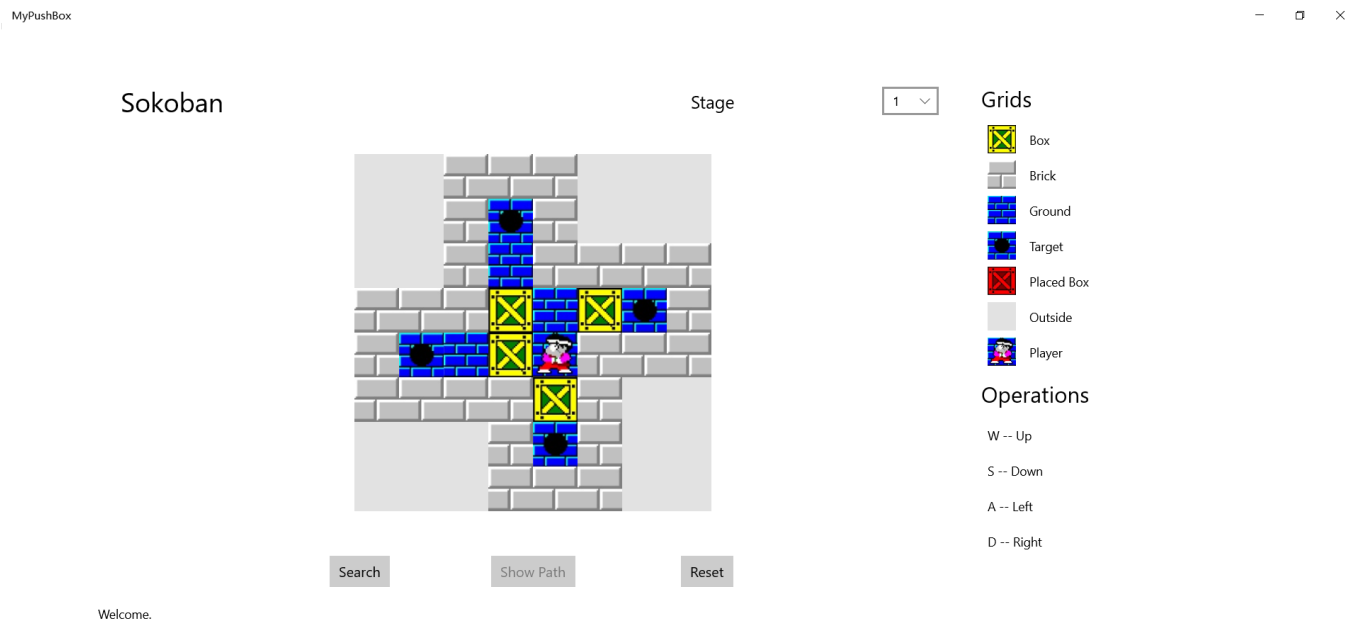 MyPushBox
Sokoban
Stage
1
Grids
Box
Brick
Ground
Target
Placed Box
Outside
Player
Operations
W -- Up
S -- Down
A -- Left
D -- Right
Search
Show Path
Reset
Welcome.